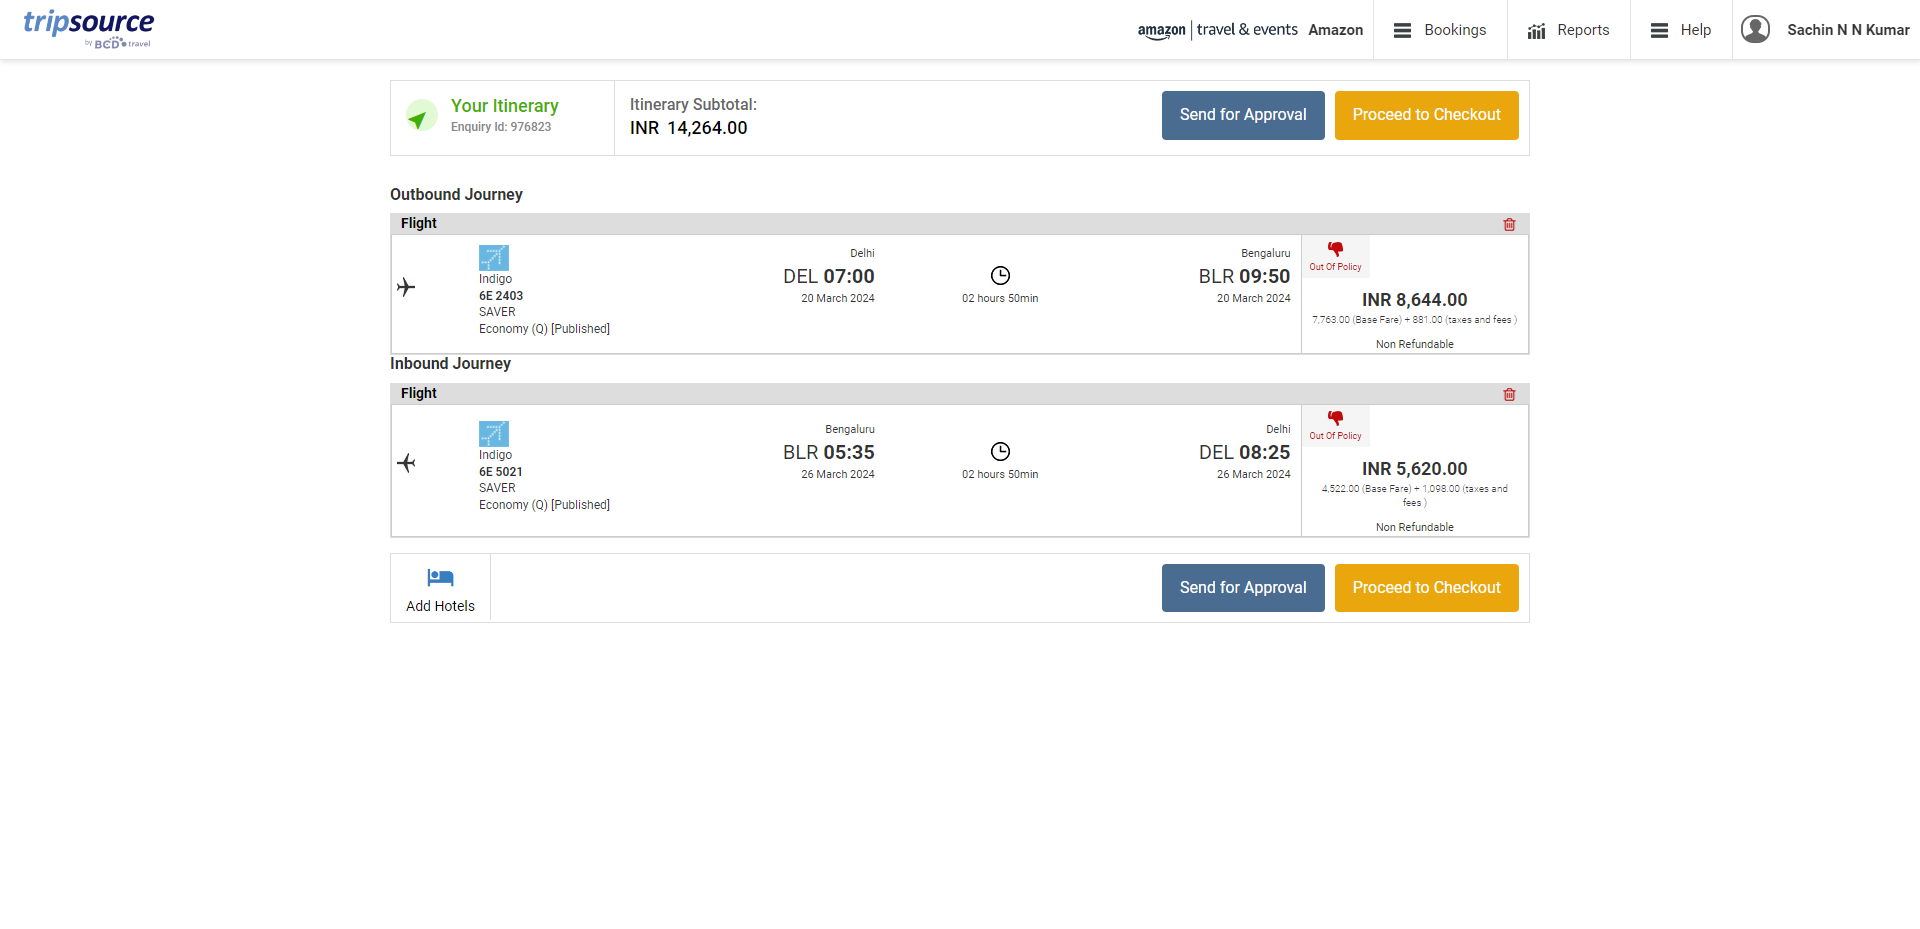 tripsource
by BCD travel
amazon | travel & events Amazon
Bookings
Reports
Help
Sachin N N Kumar
Your Itinerary
Enquiry Id: 976823
Itinerary Subtotal:
INR 14,264.00
Send for Approval
Proceed to Checkout
Outbound Journey
Flight
Indigo
6E 2403
SAVER
Economy (Q) [Published]
Delhi
DEL 07:00
20 March 2024
02 hours 50min
Bengaluru
BLR 09:50
20 March 2024
Out Of Policy
INR 8,644.00
7,763.00 (Base Fare) + 881.00 (taxes and fees )
Non Refundable
Inbound Journey
Flight
Indigo
6E 5021
SAVER
Economy (Q) [Published]
Bengaluru
BLR 05:35
26 March 2024
02 hours 50min
Delhi
DEL 08:25
26 March 2024
Out Of Policy
INR 5,620.00
4,522.00 (Base Fare) + 1,098.00 (taxes and
fees )
Non Refundable
Add Hotels
Send for Approval
Proceed to Checkout